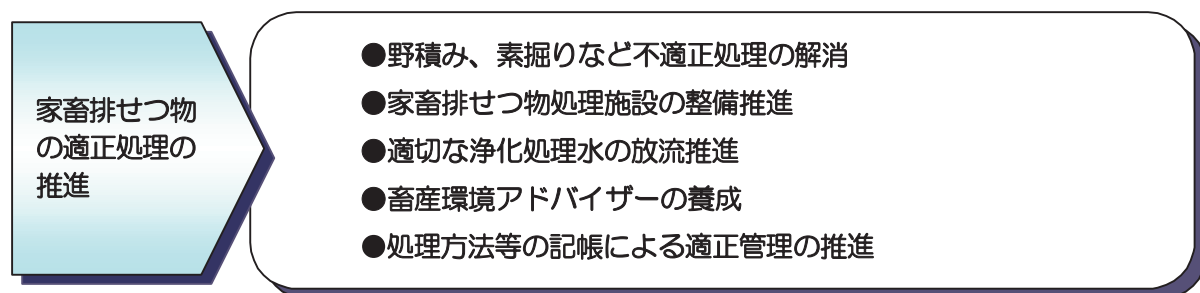 家畜排せつ物
の適正処理の
推進
●野積み、素掘りなど不適正処理の解消
●家畜排せつ物処理施設の整備推進
●適切な浄化処理水の放流推進
●畜産環境アドバイザーの養成
●処理方法等の記帳による適正管理の推進